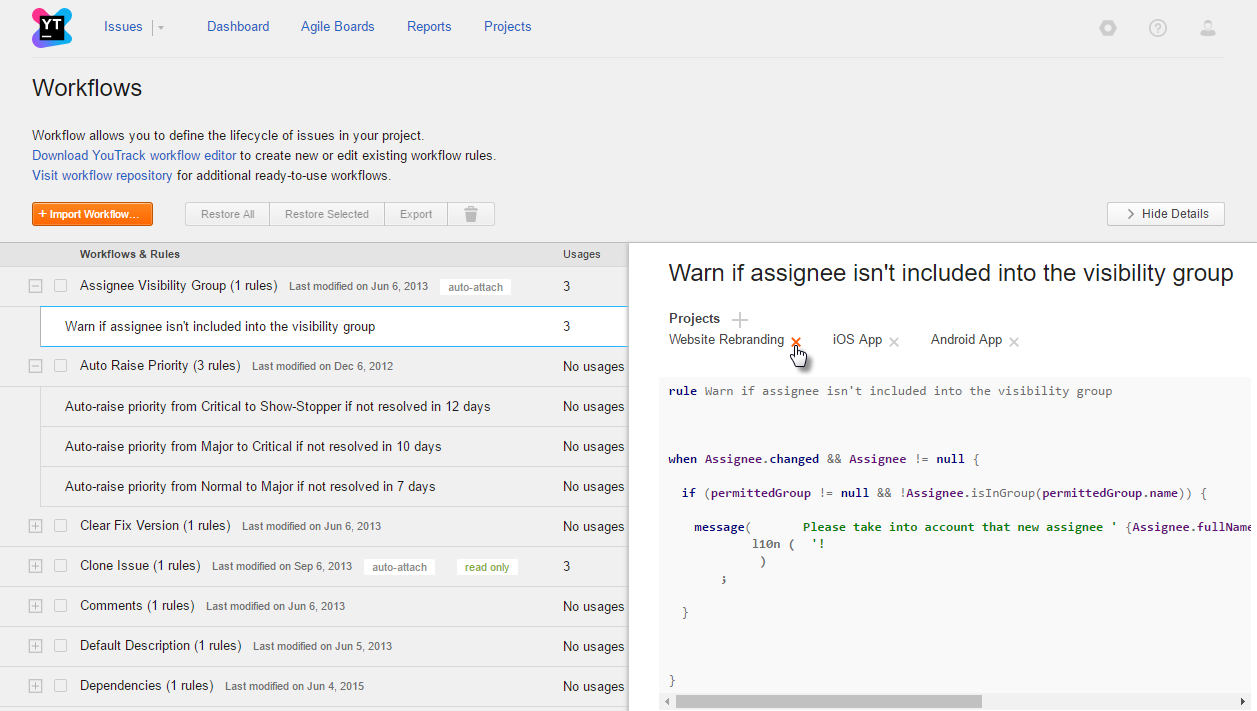 YT
Issues
Dashboard
Agile Boards
Reports
Projects
Workflows
Workflow allows you to define the lifecycle of issues in your project.
Download YouTrack workflow editor to create new or edit existing workflow rules.
Visit workflow repository for additional ready-to-use workflows.
+ Import Workflow...
Restore All
Restore Selected
Export
Hide Details
Workflows & Rules Usages
Assignee Visibility Group (1 rules) Last modified on Jun 6, 2013 auto-attach 3
Warn if assignee isn't included into the visibility group 3
Auto Raise Priority (3 rules) Last modified on Dec 6, 2012 No usages
Auto-raise priority from Critical to Show-Stopper if not resolved in 12 days No usages
Auto-raise priority from Major to Critical if not resolved in 10 days No usages
Auto-raise priority from Normal to Major if not resolved in 7 days No usages
Clear Fix Version (1 rules) Last modified on Jun 6, 2013 No usages
Clone Issue (1 rules) Last modified on Sep 6, 2013 auto-attach read only 3
Comments (1 rules) Last modified on Jun 6, 2013 No usages
Default Description (1 rules) Last modified on Jun 5, 2013 No usages
Dependencies (1 rules) Last modified on Jun 4, 2015 No usages
Warn if assignee isn't included into the visibility group
Projects
Website Rebranding iOS App Android App
rule Warn if assignee isn't included into the visibility group
when Assignee.changed && Assignee != null {
if (permittedGroup != null && !Assignee.isInGroup(permittedGroup.name)) {
message( Please take into account that new assignee ' {Assignee.fullName
l10n ( '!
)
;
}
}